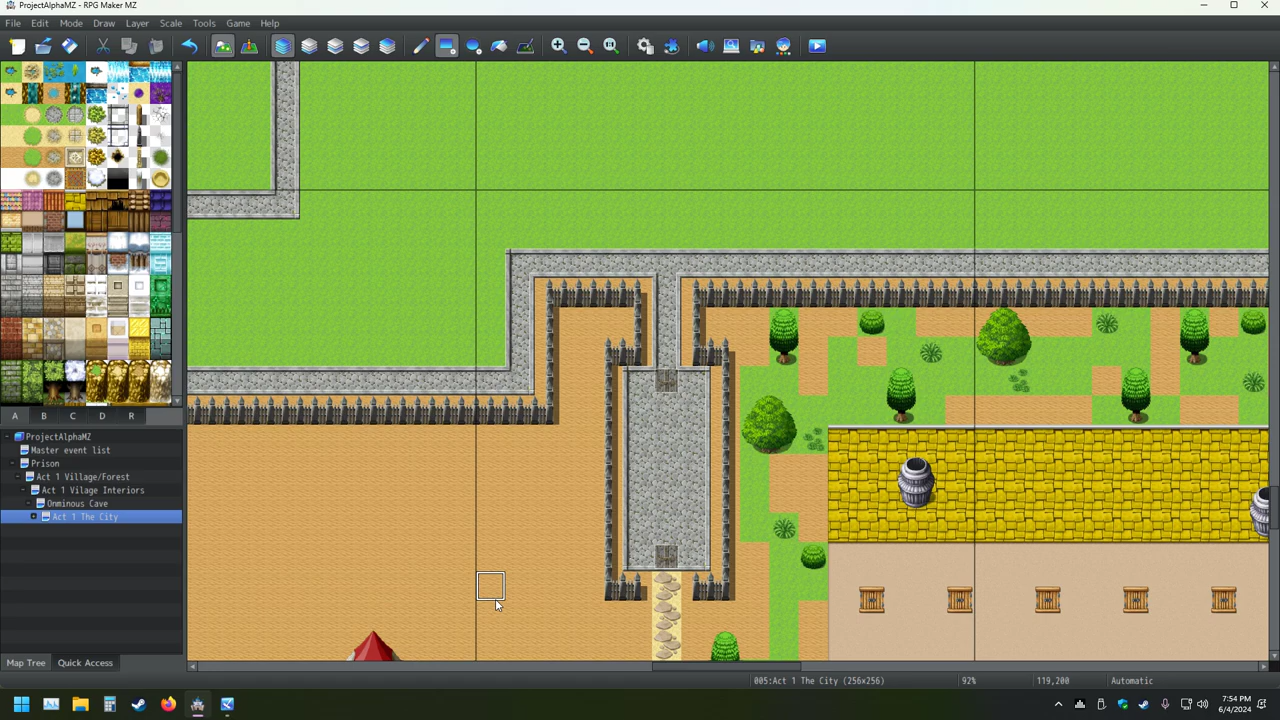 ProjectAlphaMZ - RPG Maker MZ
File Edit Mode Draw Layer Scale Tools Game Help
A B C D R
ProjectAlphaMZ
Master event list
Prison
Act 1 Village/Forest
Act 1 Vilage Interiors
Onminous Cave
Act 1 The City
Map Tree Quick Access
005:Act 1 The City (256x256) 92% 119,200 Automatic
7:54 PM
6/4/2024